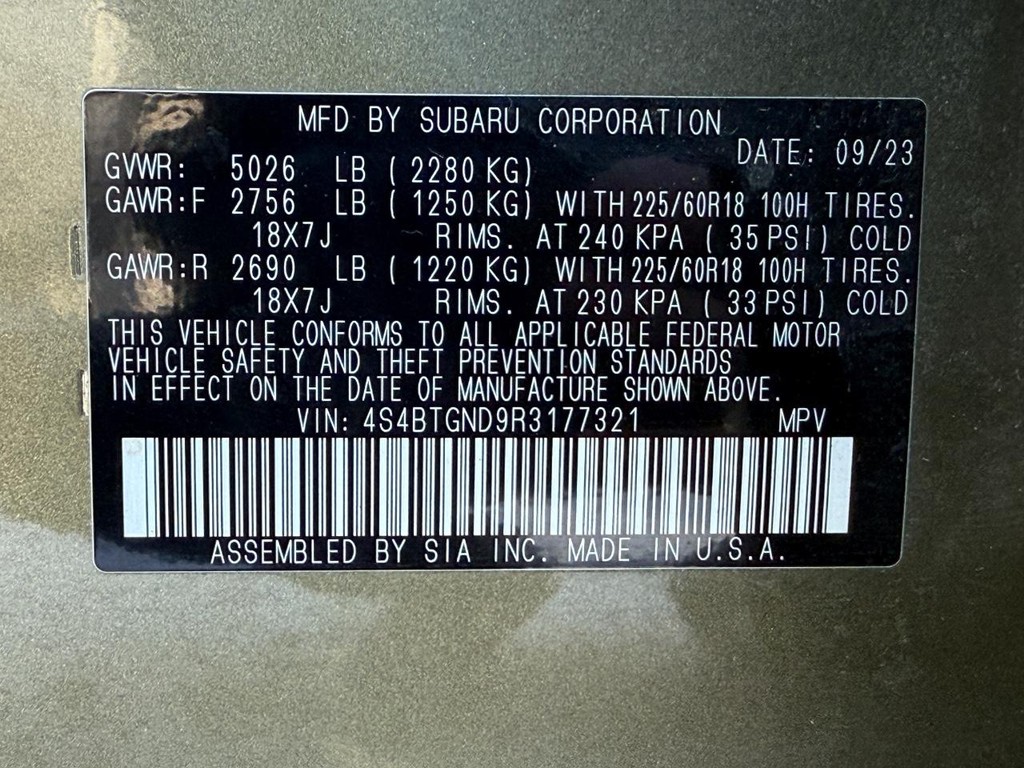 MFD BY SUBARU CORPORATION
DATE: 09/23
GVWR: 5026 LB ( 2280 KG)
GAWR:F 2756 LB ( 1250 KG) WITH 225/60R18 100H TIRES.
18X7J RIMS. AT 240 KPA ( 35 PSI) COLD
GAWR:R 2690 LB ( 1220 KG) WITH 225/60R18 100H TIRES.
18X7J RIMS. AT 230 KPA ( 33 PSI) COLD
THIS VEHICLE CONFORMS TO ALL APPLICABLE FEDERAL MOTOR
VEHICLE SAFETY AND THEFT PREVENTION STANDARDS
IN EFFECT ON THE DATE OF MANUFACTURE SHOWN ABOVE.
VIN: 4S4BTGND9R3177321 MPV
ASSEMBLED BY SIA INC. MADE IN U.S.A.